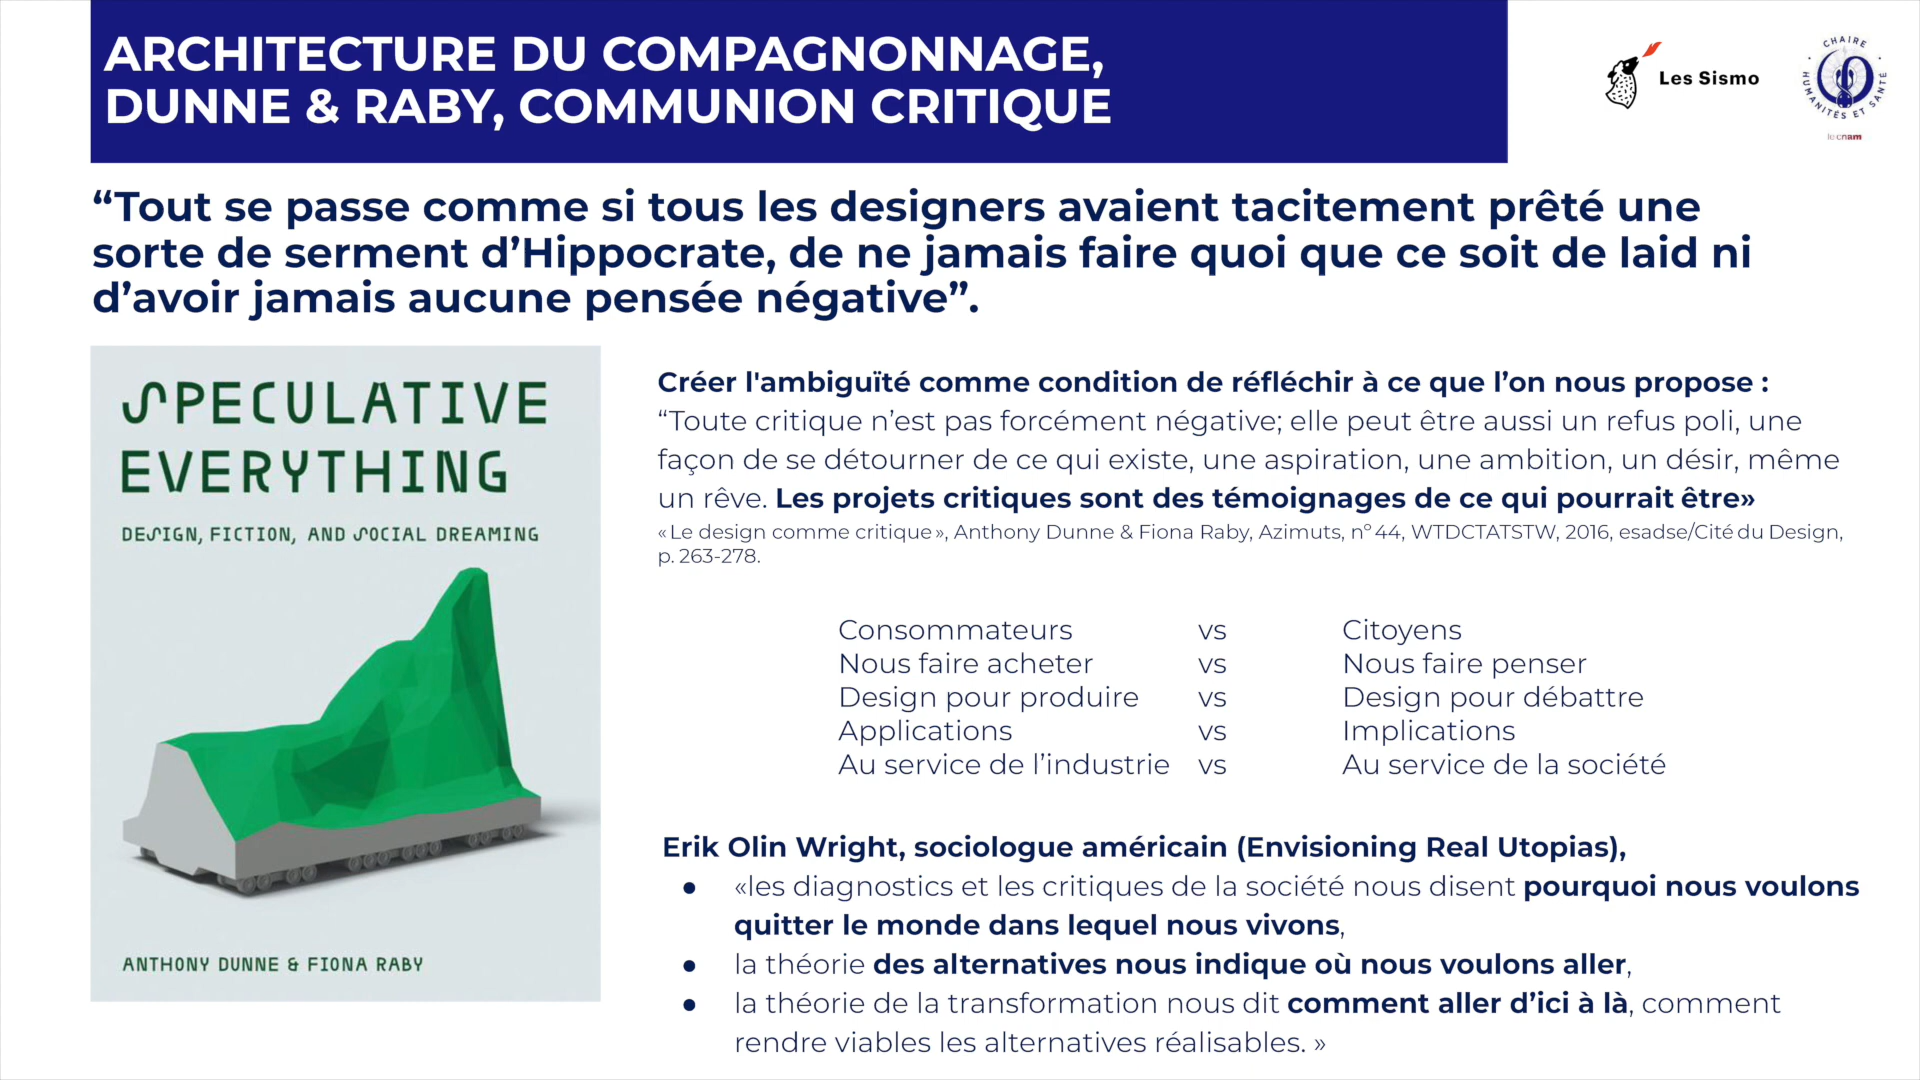 ARCHITECTURE DU COMPAGNONNAGE,
DUNNE & RABY, COMMUNION CRITIQUE
Les Sismo
CHAIRE
HUMANITÉS ET SANTÉ
le cnam
“Tout se passe comme si tous les designers avaient tacitement prêté une
sorte de serment d’Hippocrate, de ne jamais faire quoi que ce soit de laid ni
d’avoir jamais aucune pensée négative”.
SPECULATIVE
EVERYTHING
DESIGN, FICTION, AND SOCIAL DREAMING
ANTHONY DUNNE & FIONA RABY
Créer l'ambiguïté comme condition de réfléchir à ce que l’on nous propose :
“Toute critique n’est pas forcément négative; elle peut être aussi un refus poli, une
façon de se détourner de ce qui existe, une aspiration, une ambition, un désir, même
un rêve. Les projets critiques sont des témoignages de ce qui pourrait être»
« Le design comme critique », Anthony Dunne & Fiona Raby, Azimuts, nº 44, WTDCTATSTW, 2016, esadse/Cité du Design,
p. 263-278.
Consommateurs vs Citoyens
Nous faire acheter vs Nous faire penser
Design pour produire vs Design pour débattre
Applications vs Implications
Au service de l’industrie vs Au service de la société
Erik Olin Wright, sociologue américain (Envisioning Real Utopias),
● «les diagnostics et les critiques de la société nous disent pourquoi nous voulons
quitter le monde dans lequel nous vivons,
● la théorie des alternatives nous indique où nous voulons aller,
● la théorie de la transformation nous dit comment aller d’ici à là, comment
rendre viables les alternatives réalisables. »